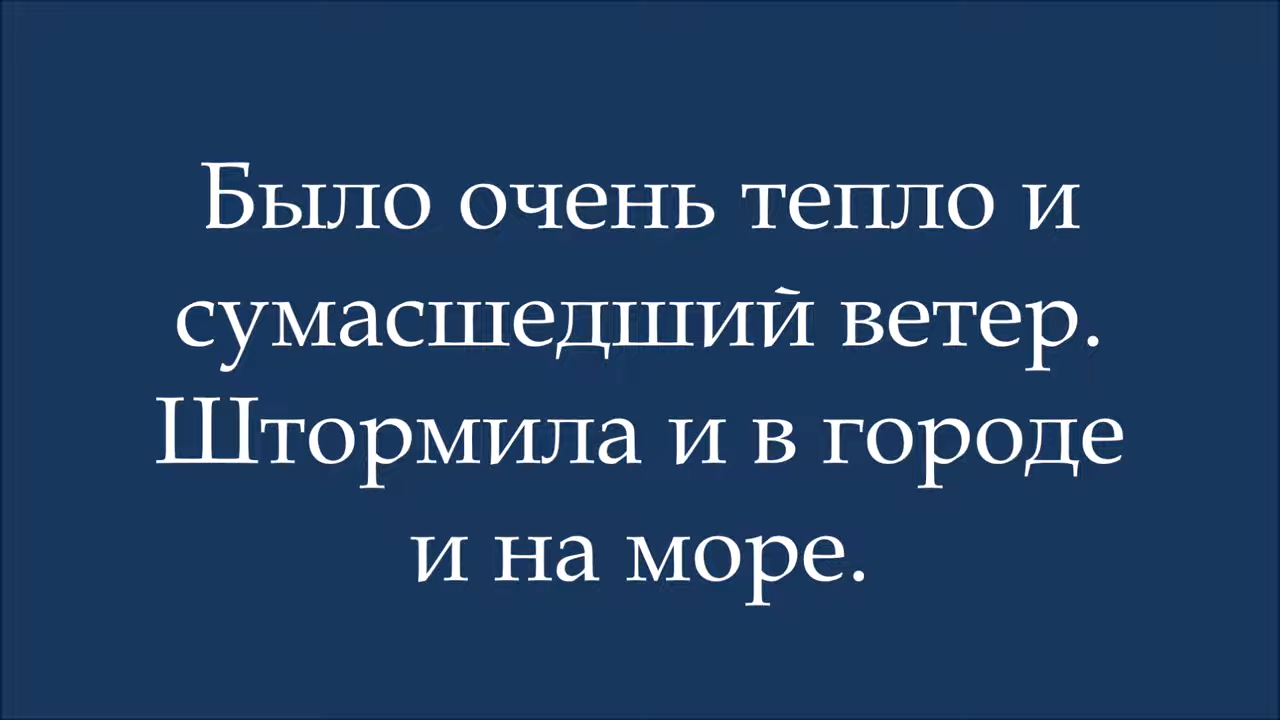 Было очень тепло и
сумасшедший ветер.
Штормила и в городе
и на море.